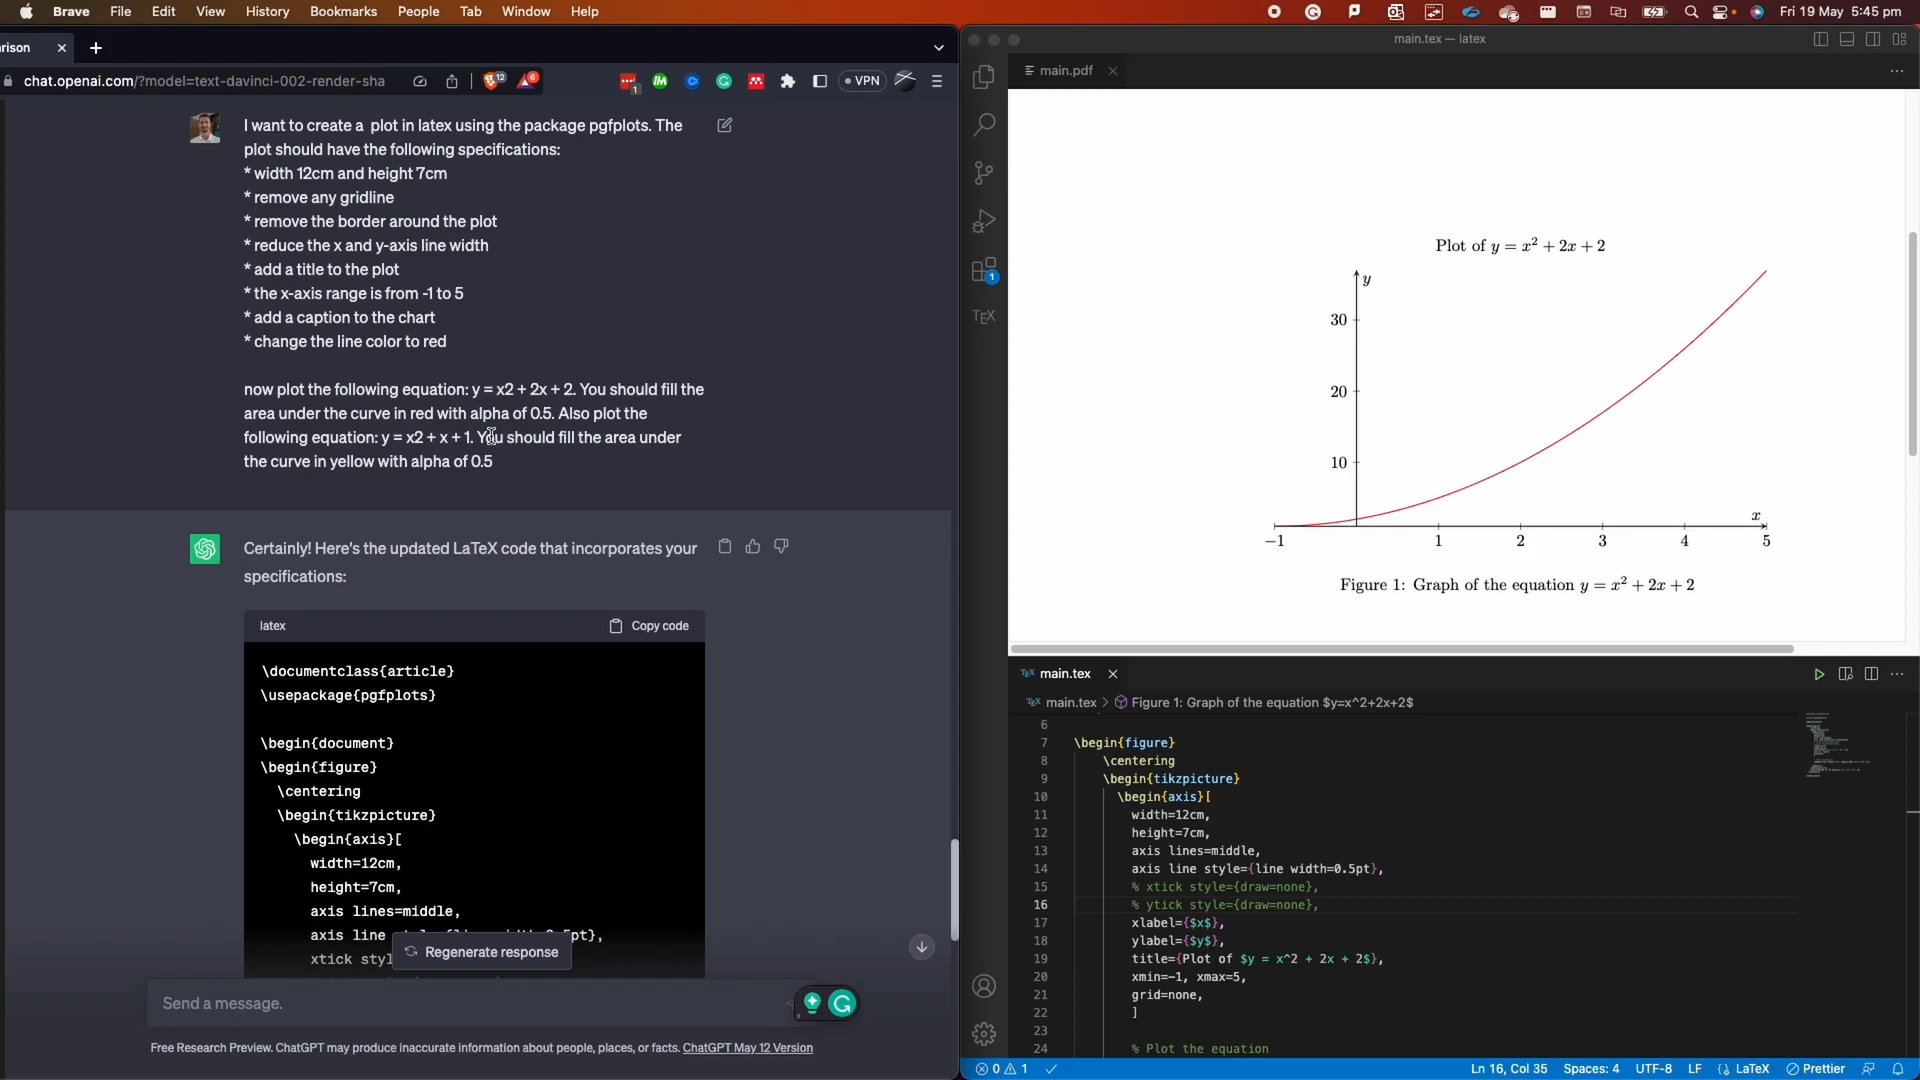 Brave File Edit View History Bookmarks People Tab Window Help
Fri 19 May 5:45 pm
rison
chat.openai.com/?model=text-davinci-002-render-sha
12
6
1
VPN
I want to create a plot in latex using the package pgfplots. The
plot should have the following specifications:
* width 12cm and height 7cm
* remove any gridline
* remove the border around the plot
* reduce the x and y-axis line width
* add a title to the plot
* the x-axis range is from -1 to 5
* add a caption to the chart
* change the line color to red
now plot the following equation: y = x2 + 2x + 2. You should fill the
area under the curve in red with alpha of 0.5. Also plot the
following equation: y = x2 + x + 1. You should fill the area under
the curve in yellow with alpha of 0.5
Certainly! Here's the updated LaTeX code that incorporates your
specifications:
latex
Copy code
\documentclass{article}
\usepackage{pgfplots}
\begin{document}
\begin{figure}
\centering
\begin{tikzpicture}
\begin{axis}[
width=12cm,
height=7cm,
axis lines=middle,
axis line
pt},
xtick styl
Regenerate response
Send a message.
Free Research Preview. ChatGPT may produce inaccurate information about people, places, or facts. ChatGPT May 12 Version
main.tex — latex
main.pdf
1
TEX
Plot of y = x² + 2x + 2
y
30
20
10
x
−1 1 2 3 4 5
Figure 1: Graph of the equation y = x² + 2x + 2
TEX main.tex
TEX main.tex > Figure 1: Graph of the equation $y=x^2+2x+2$
6
7 \begin{figure}
8 \centering
9 \begin{tikzpicture}
10 \begin{axis}[
11 width=12cm,
12 height=7cm,
13 axis lines=middle,
14 axis line style={line width=0.5pt},
15 % xtick style={draw=none},
16 % ytick style={draw=none},
17 xlabel={$x$},
18 ylabel={$y$},
19 title={Plot of $y = x^2 + 2x + 2$},
20 xmin=-1, xmax=5,
21 grid=none,
22 ]
23
24 % Plot the equation
0 1
Ln 16, Col 35 Spaces: 4 UTF-8 LF {} LaTeX Prettier